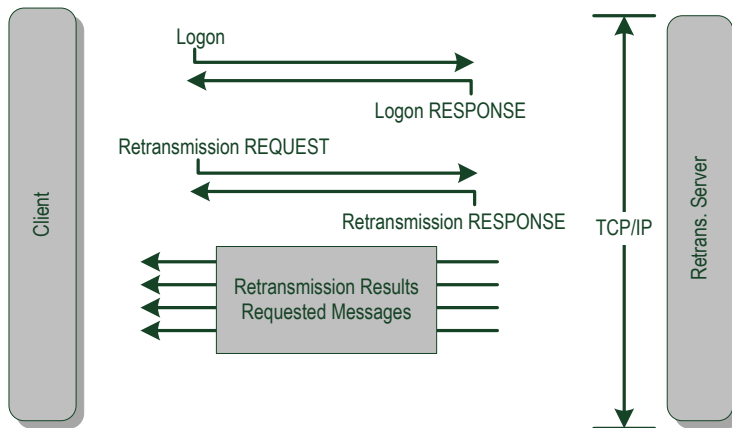 Logon
Logon RESPONSE
Retransmission REQUEST
Retransmission RESPONSE
Client
TCP/IP
Retrans. Server
Retransmission Results
Requested Messages